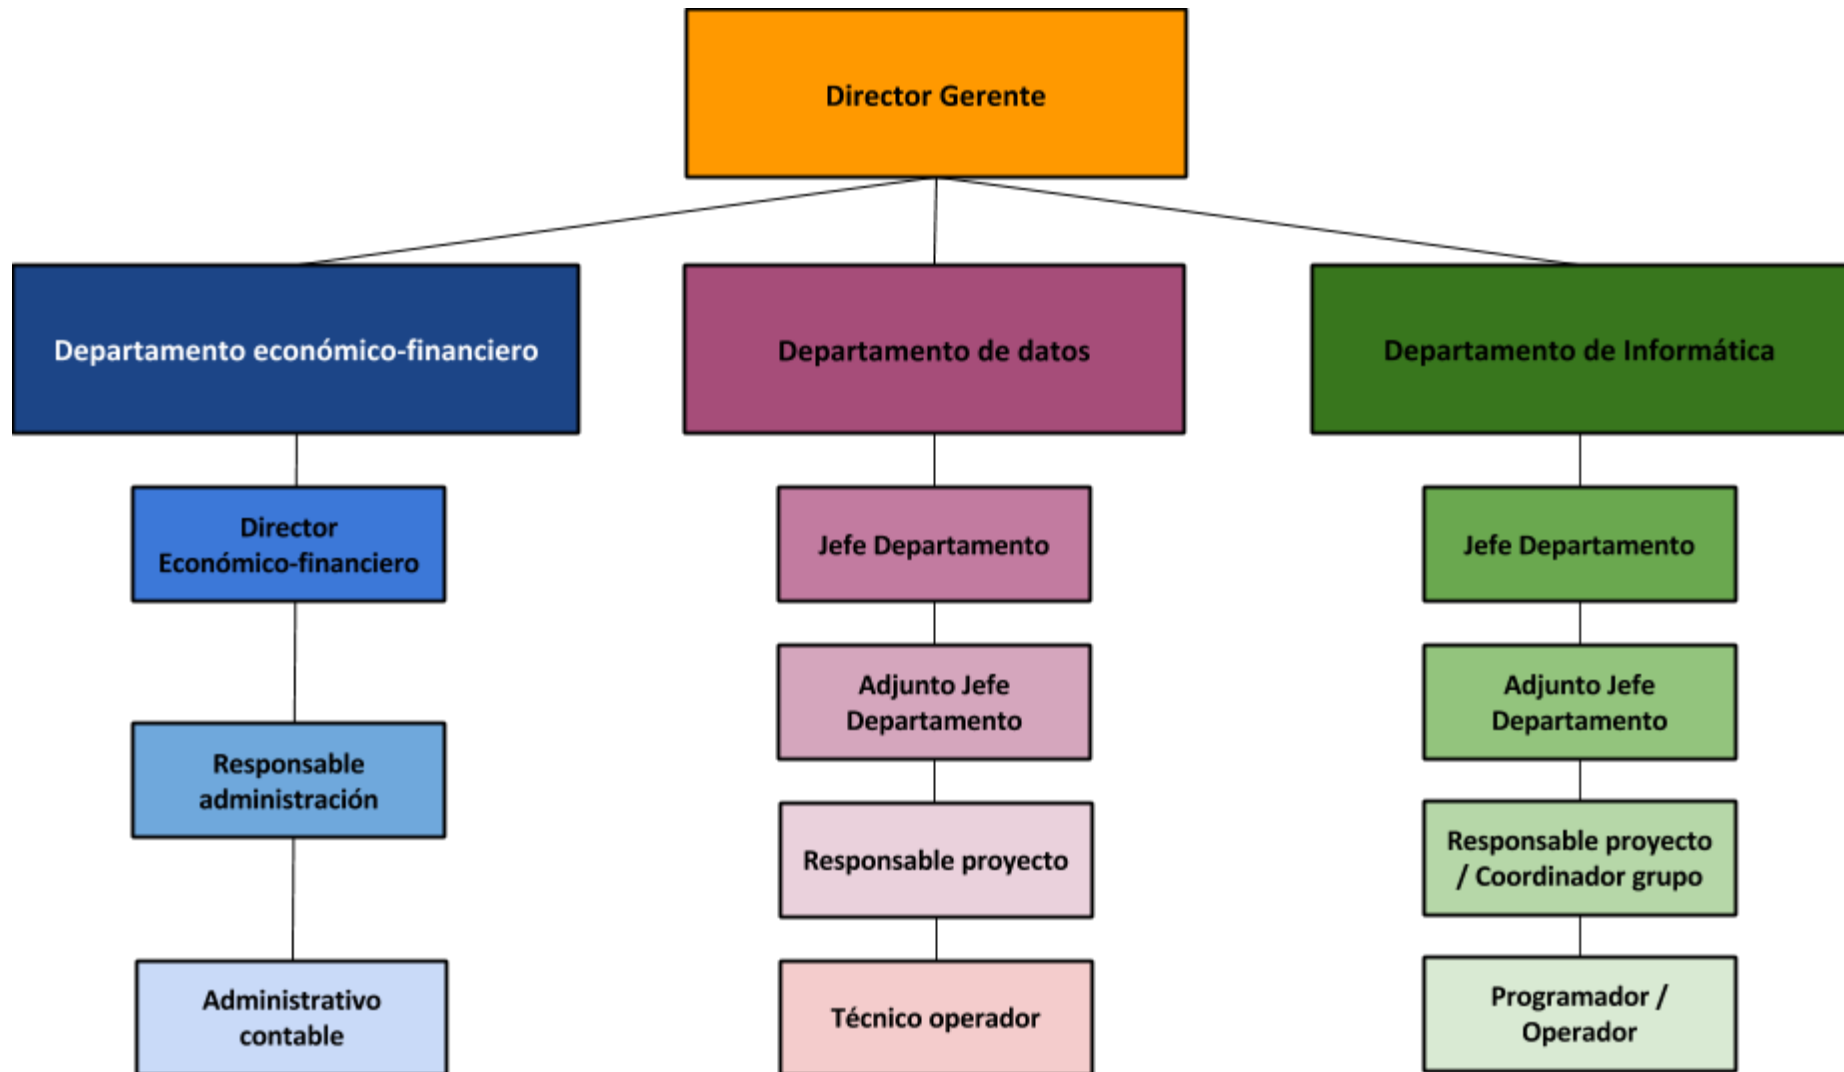 Director Gerente
Departamento económico-financiero
Departamento de datos
Departamento de Informática
Director
Económico-financiero
Jefe Departamento
Jefe Departamento
Adjunto Jefe
Departamento
Adjunto Jefe
Departamento
Responsable
administración
Responsable proyecto
Responsable proyecto
/ Coordinador grupo
Administrativo
contable
Técnico operador
Programador /
Operador